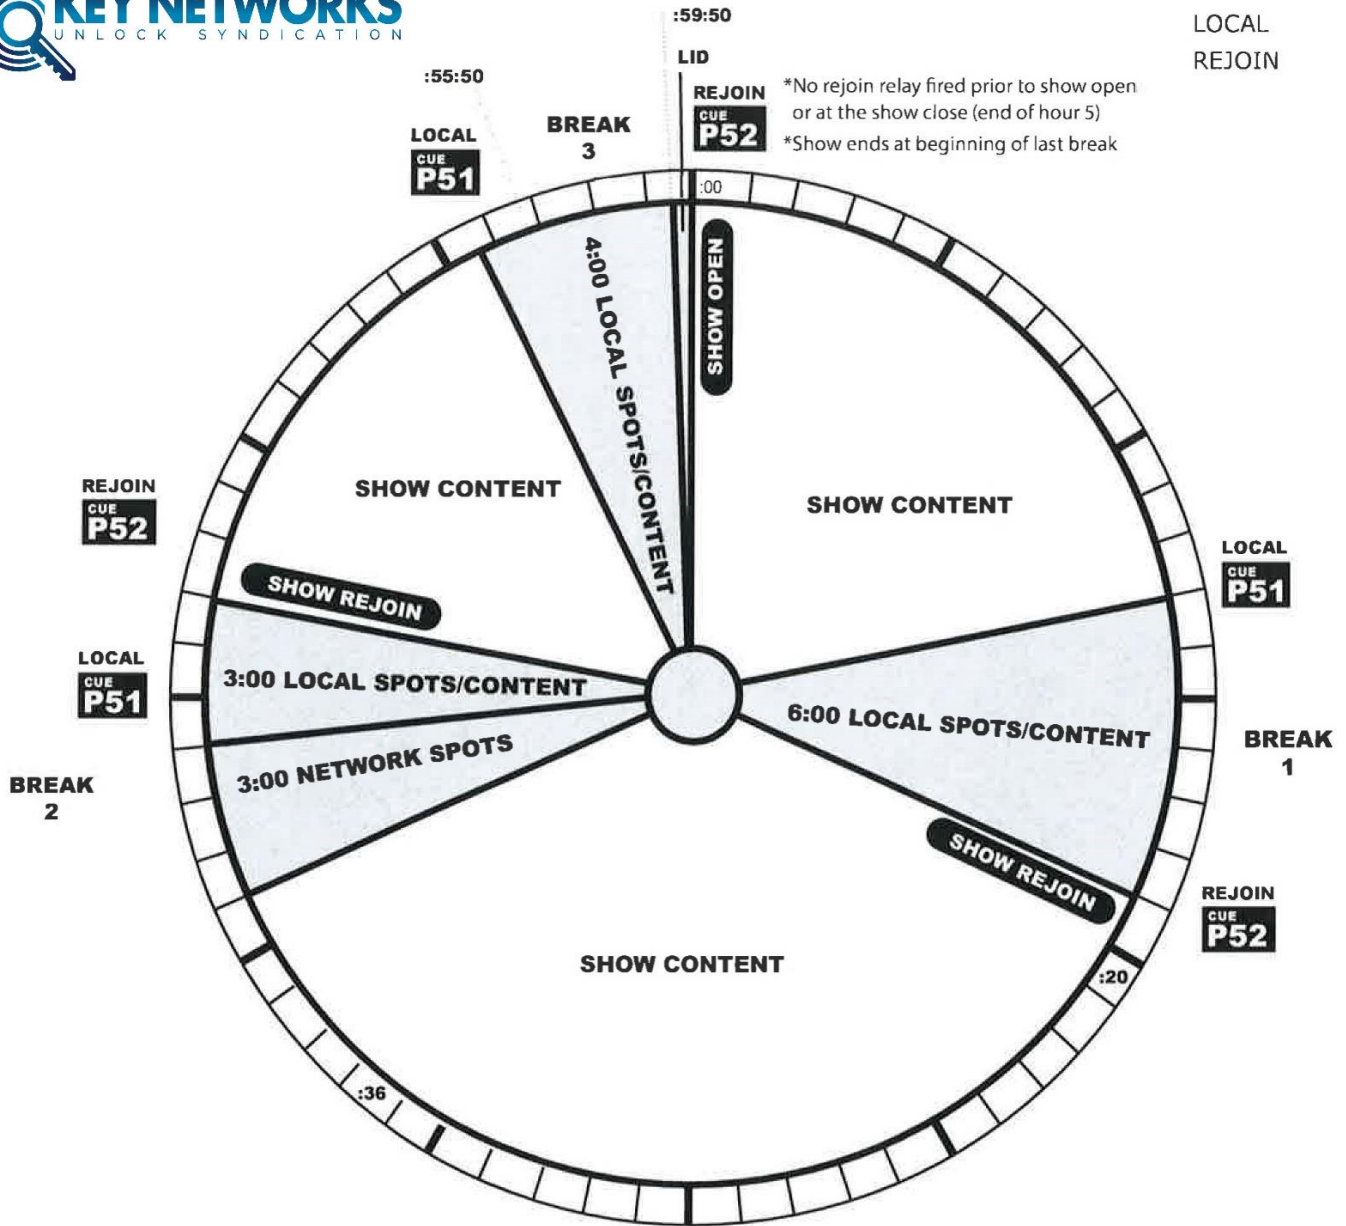 KEY NETWORKS
UNLOCK SYNDICATION
:59:50
LOCAL
REJOIN
:55:50
LID
LOCAL
CUE
P51
BREAK
3
REJOIN
CUE
P52
*No rejoin relay fired prior to show open
or at the show close (end of hour 5)
*Show ends at beginning of last break
:00
SHOW OPEN
4:00 LOCAL SPOTS/CONTENT
SHOW CONTENT
SHOW CONTENT
REJOIN
CUE
P52
LOCAL
CUE
P51
SHOW REJOIN
LOCAL
CUE
P51
3:00 LOCAL SPOTS/CONTENT
6:00 LOCAL SPOTS/CONTENT
BREAK
1
3:00 NETWORK SPOTS
BREAK
2
SHOW REJOIN
REJOIN
CUE
P52
SHOW CONTENT
:20
:36